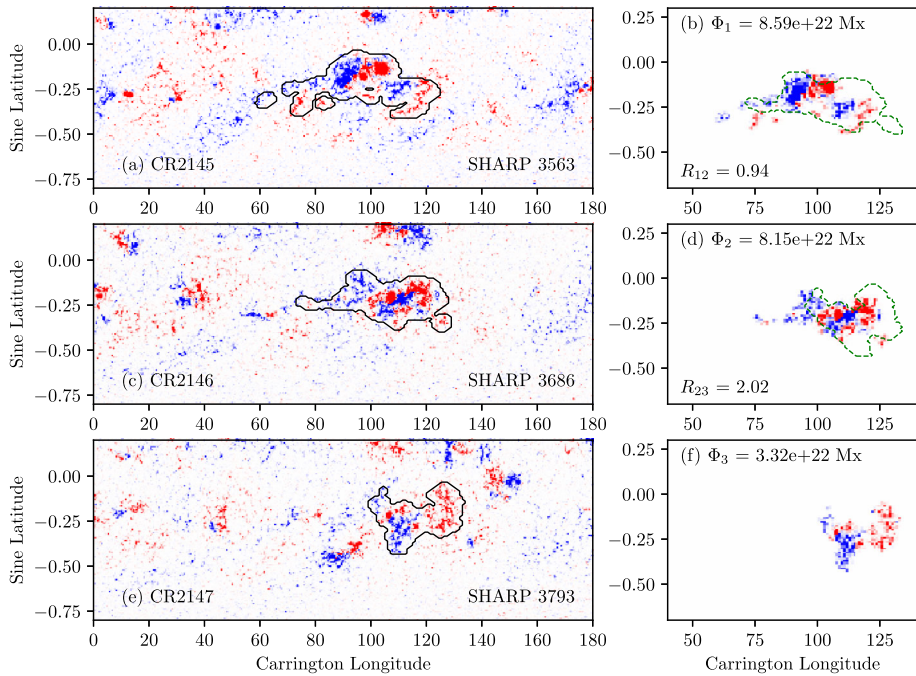 0.00
−0.25
−0.50
−0.75
Sine Latitude
(a) CR2145
SHARP 3563
0 20 40 60 80 100 120 140 160 180
0.25
0.00
−0.25
−0.50
(b) Φ1 = 8.59e+22 Mx
R12 = 0.94
50 75 100 125
0.00
−0.25
−0.50
−0.75
Sine Latitude
(c) CR2146
SHARP 3686
0 20 40 60 80 100 120 140 160 180
0.25
0.00
−0.25
−0.50
(d) Φ2 = 8.15e+22 Mx
R23 = 2.02
50 75 100 125
0.00
−0.25
−0.50
−0.75
Sine Latitude
(e) CR2147
SHARP 3793
0 20 40 60 80 100 120 140 160 180
Carrington Longitude
0.25
0.00
−0.25
−0.50
(f) Φ3 = 3.32e+22 Mx
50 75 100 125
Carrington Longitude